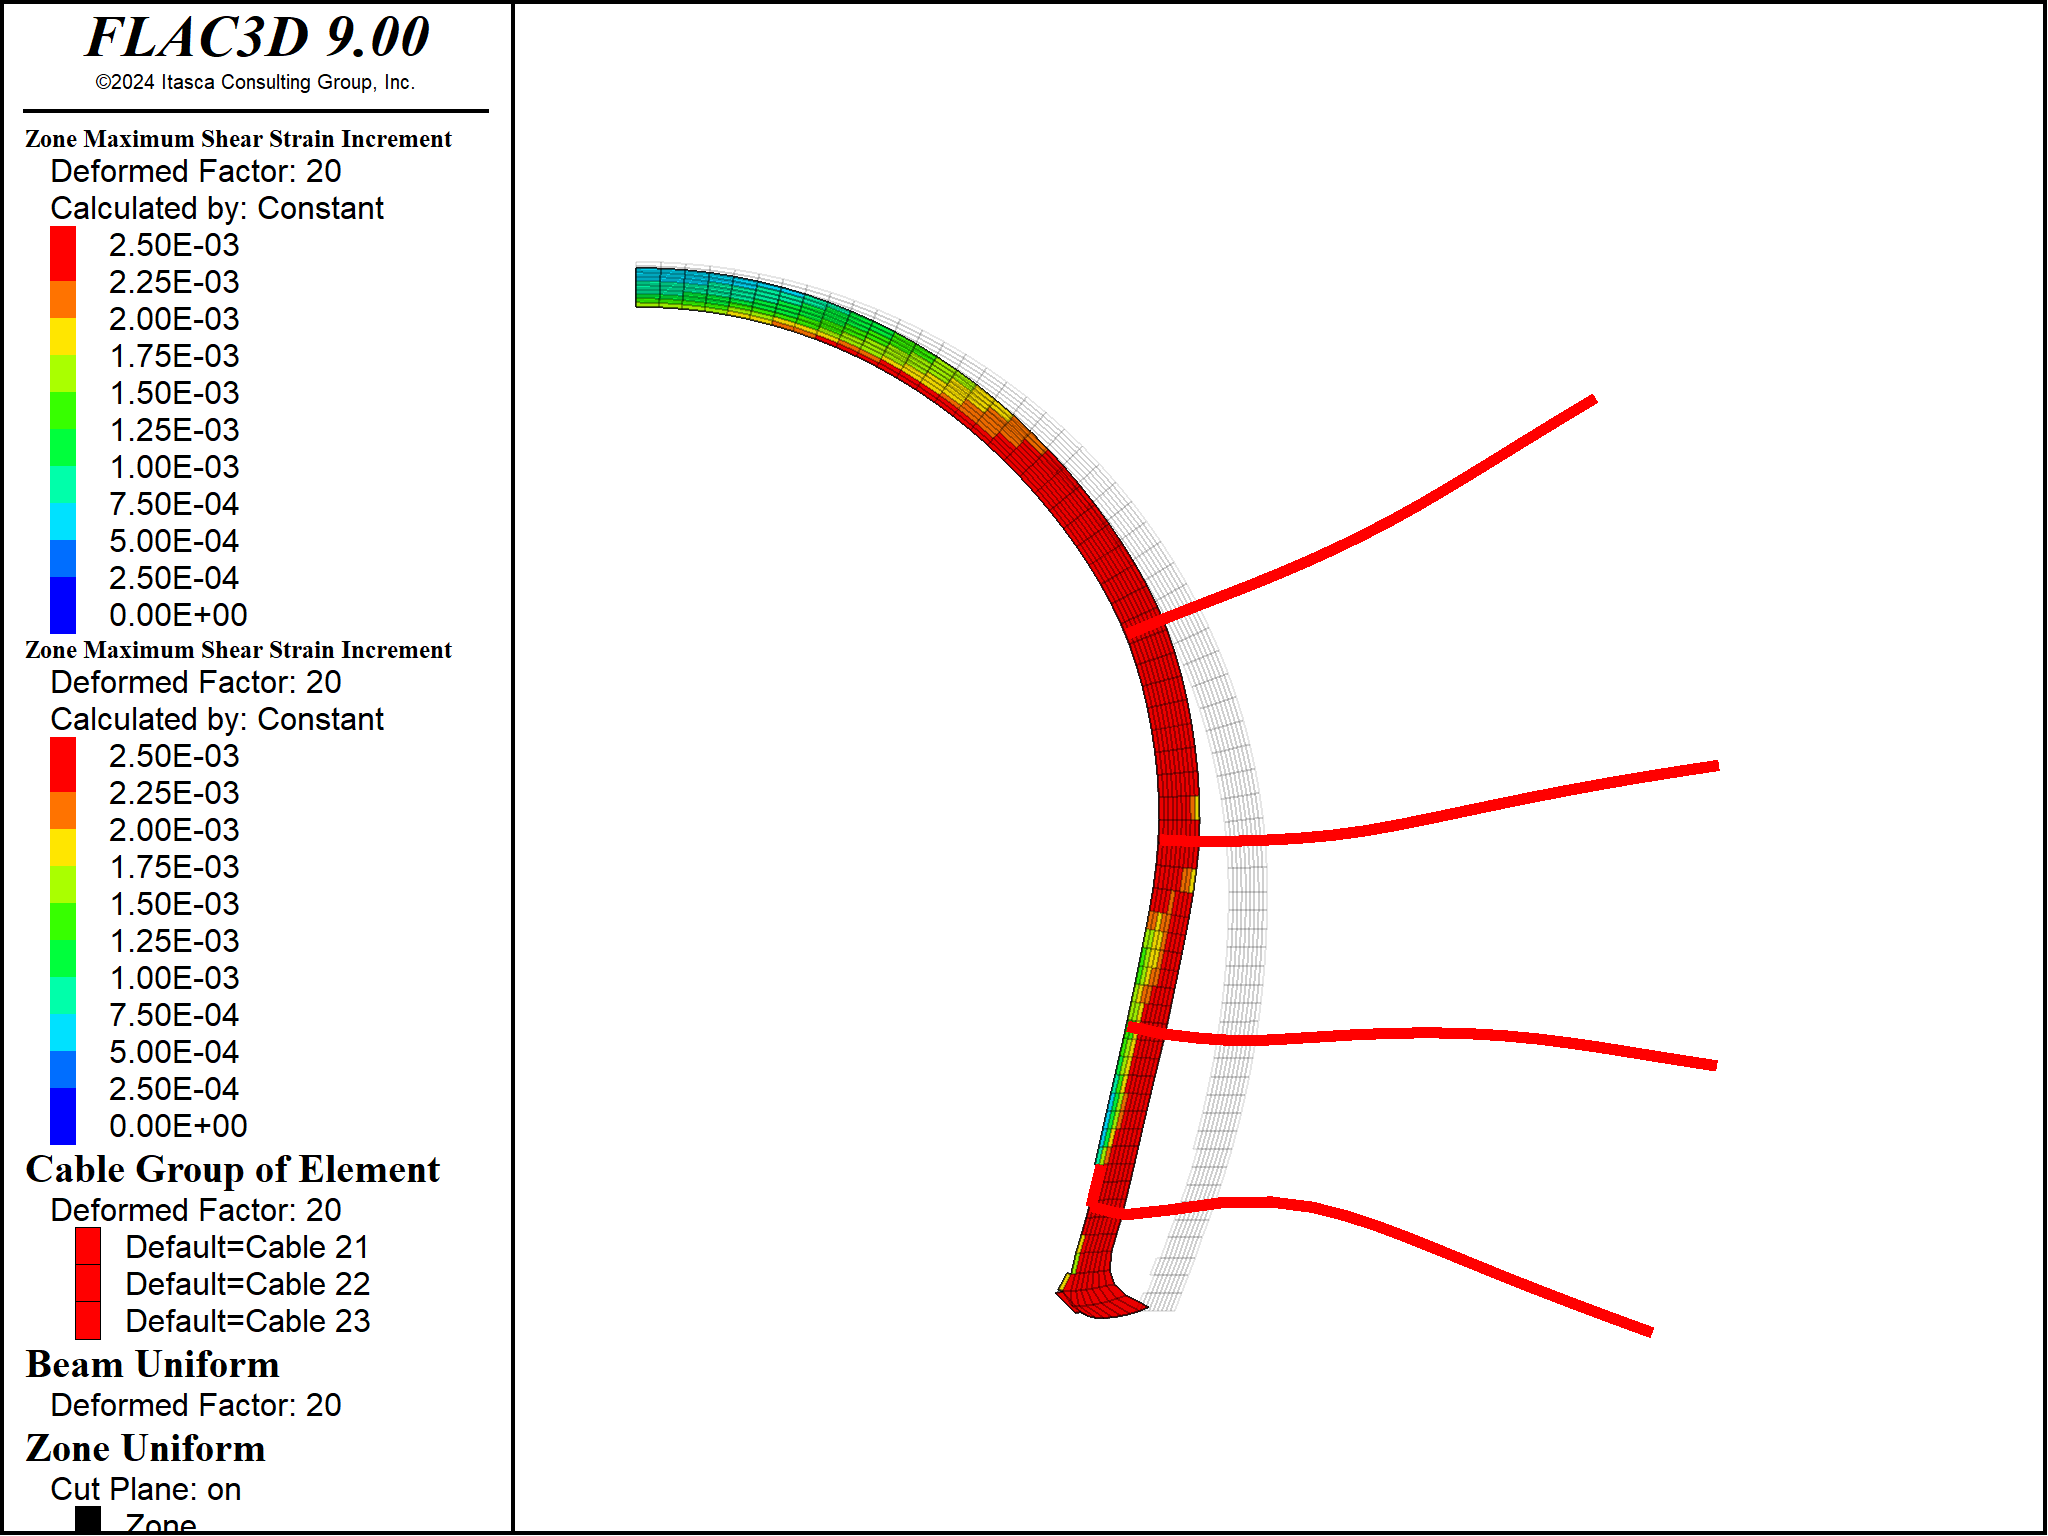 FLAC3D 9.00
©2024 Itasca Consulting Group, Inc.
Zone Maximum Shear Strain Increment
Deformed Factor: 20
Calculated by: Constant
2.50E-03
2.25E-03
2.00E-03
1.75E-03
1.50E-03
1.25E-03
1.00E-03
7.50E-04
5.00E-04
2.50E-04
0.00E+00
Zone Maximum Shear Strain Increment
Deformed Factor: 20
Calculated by: Constant
2.50E-03
2.25E-03
2.00E-03
1.75E-03
1.50E-03
1.25E-03
1.00E-03
7.50E-04
5.00E-04
2.50E-04
0.00E+00
Cable Group of Element
Deformed Factor: 20
Default=Cable 21
Default=Cable 22
Default=Cable 23
Beam Uniform
Deformed Factor: 20
Zone Uniform
Cut Plane: on
Zone